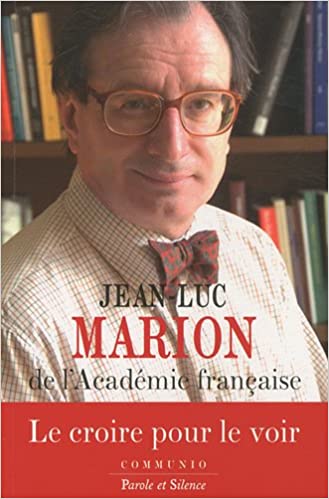 JEAN-LUC
MARION
de l'Académie française
Le croire pour le voir
COMMUNIO
Parole et Silence